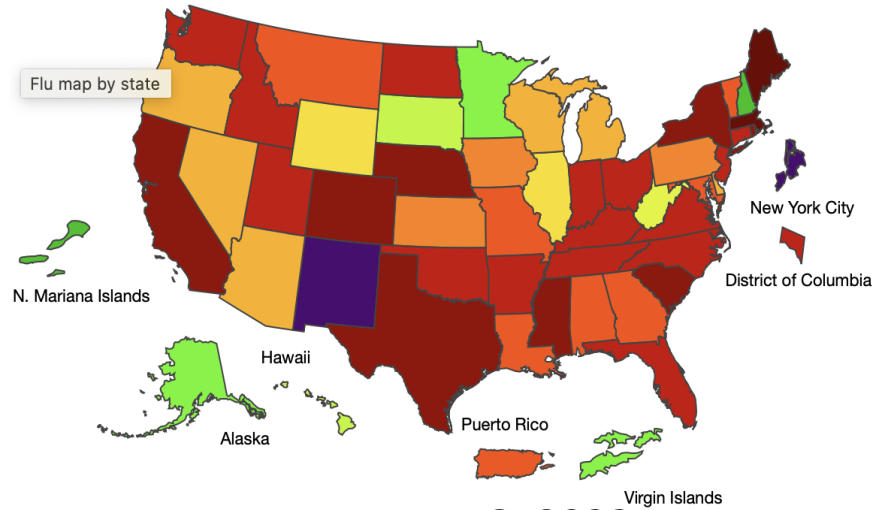 Flu map by state
New York City
District of Columbia
N. Mariana Islands
Hawaii
Alaska
Puerto Rico
Virgin Islands